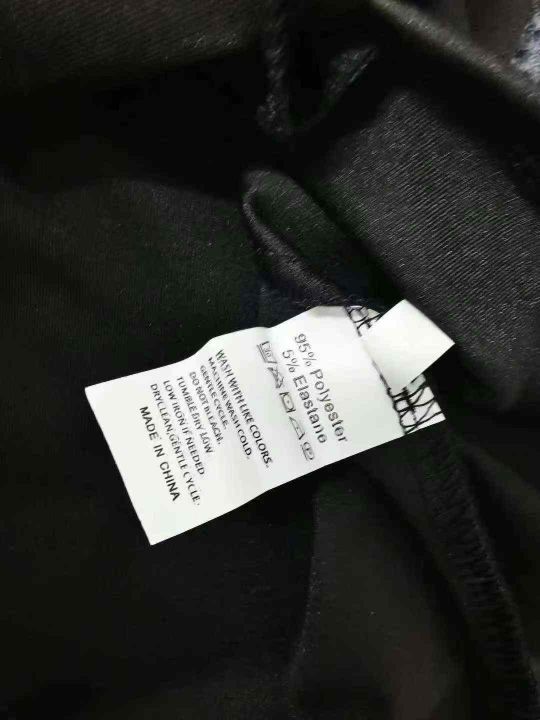 95% Polyester
5% Elastane
WASH WITH LIKE COLORS.
MACHINE WASH COLD.
GENTLE CYCLE.
DO NOT BLEACH.
TUMBLE DRY LOW
LOW IRON IF NEEDED
DRY CLEAN,GENTLE CYCLE.
MADE IN CHINA